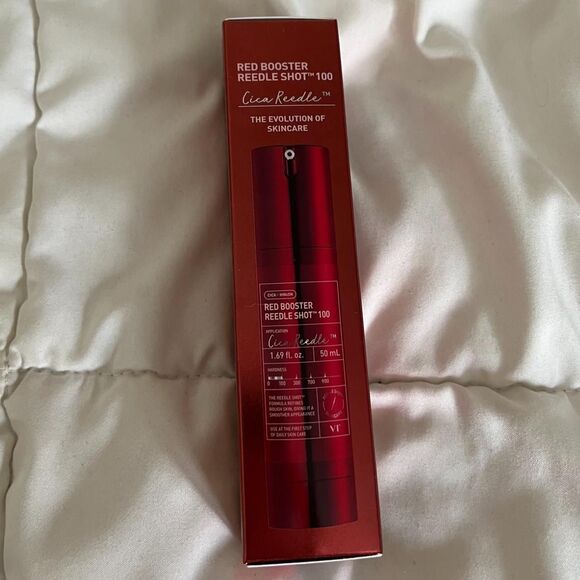 RED BOOSTER
REEDLE SHOT™ 100
Cica Reedle™
THE EVOLUTION OF
SKINCARE
RED BOOSTER
REEDLE SHOT™ 100
APPLICATION
Cica Reedle™
1.69 fl. oz. 50 mL
HARDNESS
0 100 300 700 900
THE REEDLE SHOT™
FORMULA REFINES
ROUGH SKIN, GIVING IT A
SMOOTHER APPEARANCE
USE AT THE FIRST STEP
OF DAILY SKIN CARE
VT